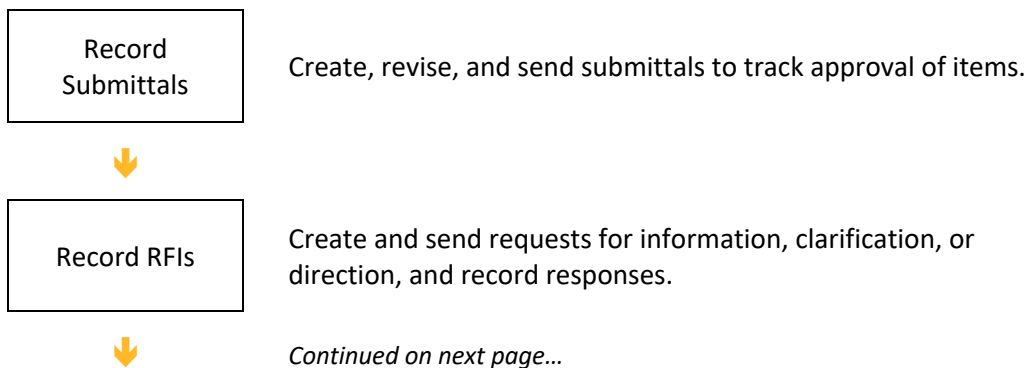 Record
Submittals
Create, revise, and send submittals to track approval of items.
Record RFIs
Create and send requests for information, clarification, or
direction, and record responses.
Continued on next page…